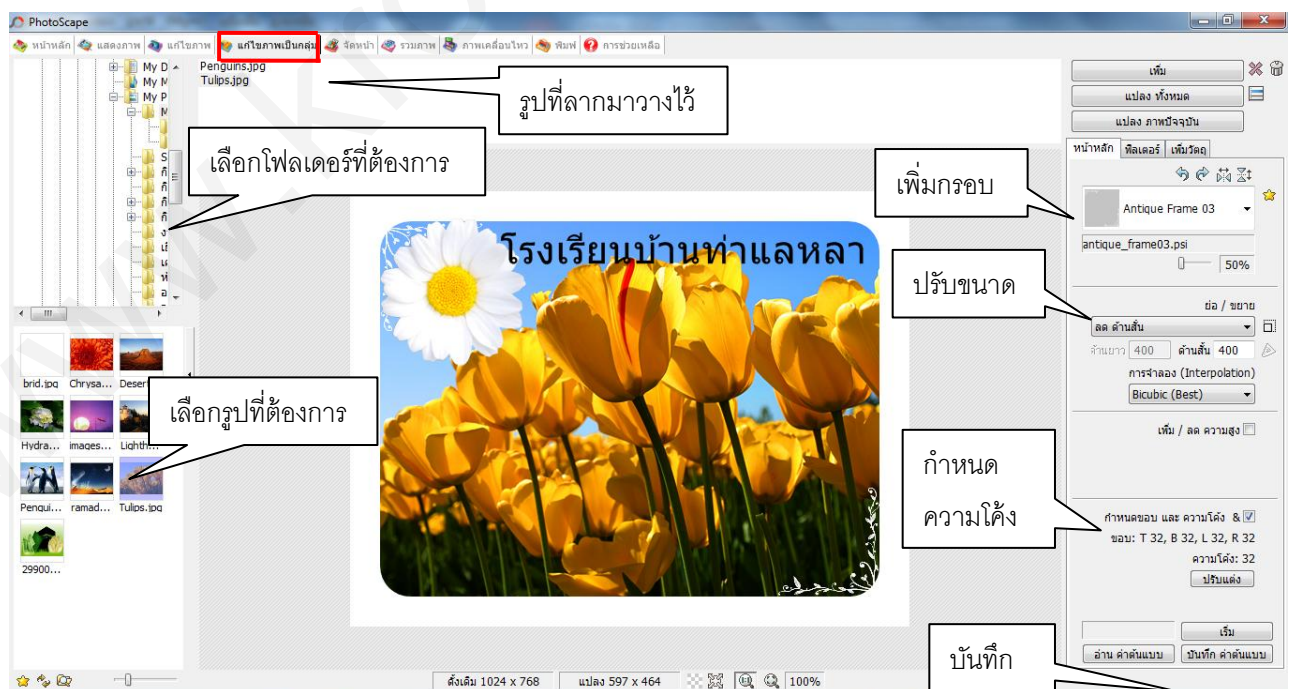 PhotoScape
หน้าหลัก แสดงภาพ แก้ไขภาพ แก้ไขภาพเป็นกลุ่ม จัดหน้า รวมภาพ ภาพเคลื่อนไหว พิมพ์ การช่วยเหลือ
My D
My M
My P
M
S
Penguins.jpg
Tulips.jpg
รูปที่ลากมาวางไว้
เลือกโฟลเดอร์ที่ต้องการ
โรงเรียนบ้านท่าแลหลา
brid.jpg Chrysa... Desert
Hydra... images... Lighth...
Pengui... ramad... Tulips.jpg
29900...
เลือกรูปที่ต้องการ
เพิ่มกรอบ
ปรับขนาด
กำหนด
ความโค้ง
บันทึก
เพิ่ม
แปลง ทั้งหมด
แปลง ภาพปัจจุบัน
หน้าหลัก ฟิลเตอร์ เพิ่มวัตถุ
Antique Frame 03
antique_frame03.psi
50%
ย่อ / ขยาย
ลด ด้านสั้น
ด้านยาว 400 ด้านสั้น 400
การจำลอง (Interpolation)
Bicubic (Best)
เพิ่ม / ลด ความสูง
กำหนดขอบ และ ความโค้ง &
ขอบ: T 32, B 32, L 32, R 32
ความโค้ง: 32
ปรับแต่ง
เริ่ม
อ่าน ค่าต้นแบบ บันทึก ค่าต้นแบบ
ดั้งเดิม 1024 x 768 แปลง 597 x 464 100%